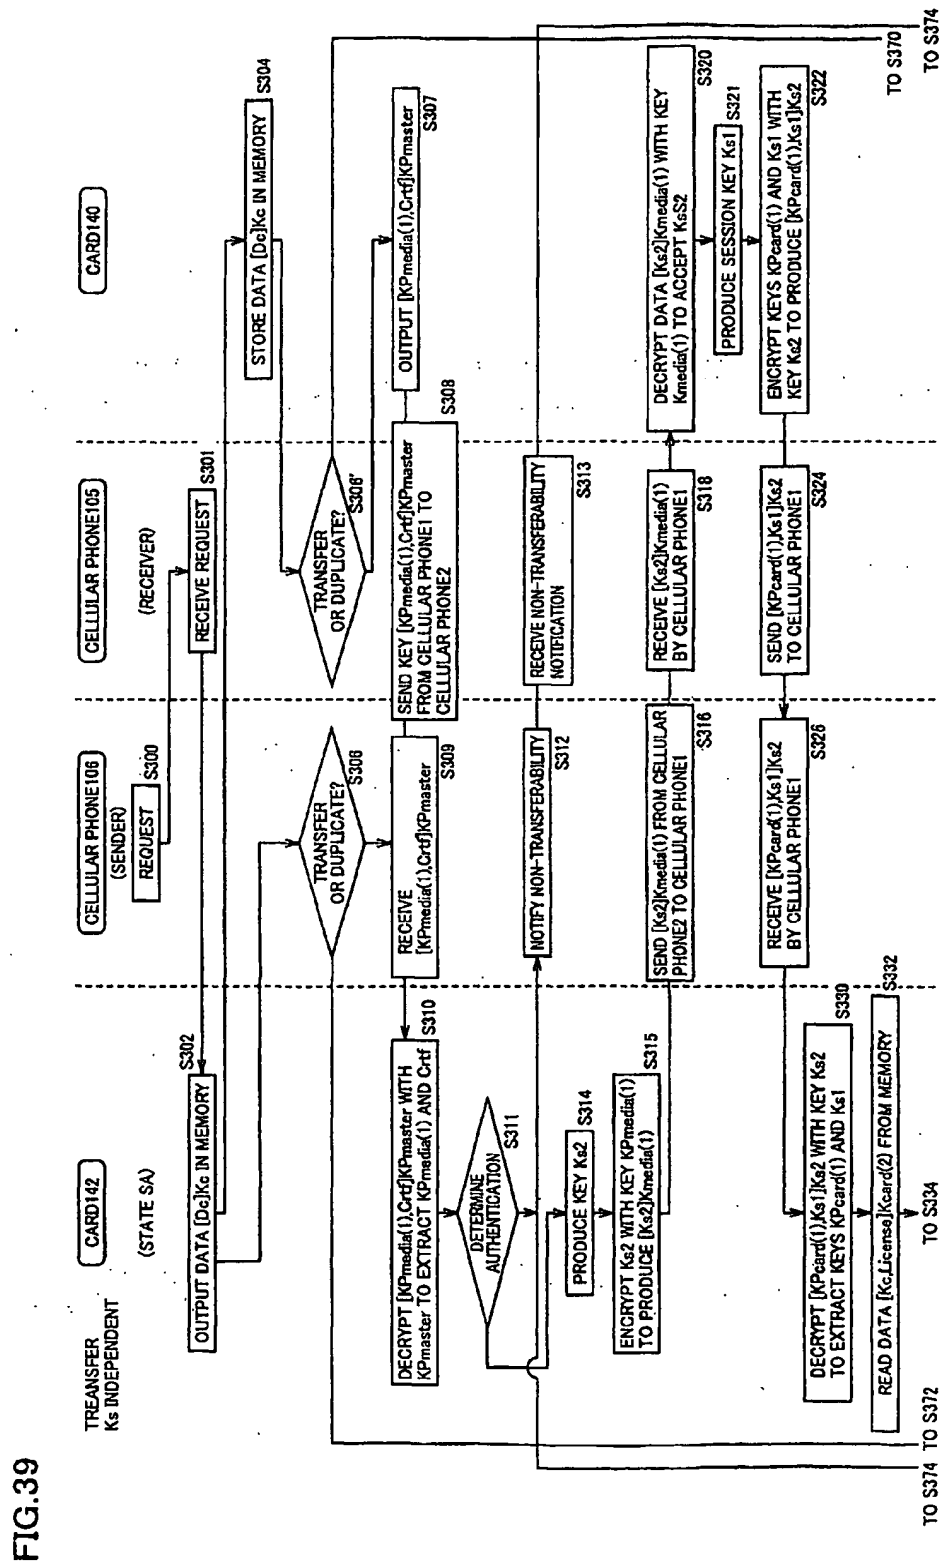 FIG.39
TREANSFER
Ks INDEPENDENT
CARD142
(STATE SA)
CELLULAR PHONE106
(SENDER)
CELLULAR PHONE105
(RECEIVER)
CARD140
REQUEST
S300
RECEIVE REQUEST
S301
OUTPUT DATA [Dc]Kc IN MEMORY
S302
STORE DATA [Dc]Kc IN MEMORY
S304
TRANSFER
OR DUPLICATE?
S306
TRANSFER
OR DUPLICATE?
S306'
OUTPUT [KPmedia(1),Crtf]KPmaster
S307
SEND KEY [KPmedia(1),Crtf]KPmaster
FROM CELLULAR PHONE1 TO
CELLULAR PHONE2
S308
RECEIVE
[KPmedia(1),Crtf]KPmaster
S309
DECRYPT [KPmedia(1),Crtf]KPmaster WITH
KPmaster TO EXTRACT KPmedia(1) AND Crtf
S310
DETERMINE
AUTHENTICATION
S311
NOTIFY NON-TRANSFERABILITY
S312
RECEIVE NON-TRANSFERABILITY
NOTIFICATION
S313
PRODUCE KEY Ks2
S314
ENCRYPT Ks2 WITH KEY KPmedia(1)
TO PRODUCE [Ks2]Kmedia(1)
S315
SEND [Ks2]Kmedia(1) FROM CELLULAR
PHONE2 TO CELLULAR PHONE1
S316
RECEIVE [Ks2]Kmedia(1)
BY CELLULAR PHONE1
S318
DECRYPT DATA [Ks2]Kmedia(1) WITH KEY
Kmedia(1) TO ACCEPT KsS2
S320
PRODUCE SESSION KEY Ks1
S321
ENCRYPT KEYS KPcard(1) AND Ks1 WITH
KEY Ks2 TO PRODUCE [KPcard(1),Ks1]Ks2
S322
SEND [KPcard(1),Ks1]Ks2
TO CELLULAR PHONE1
S324
RECEIVE [KPcard(1),Ks1]Ks2
BY CELLULAR PHONE1
S326
DECRYPT [KPcard(1),Ks1]Ks2 WITH KEY Ks2
TO EXTRACT KEYS KPcard(1) AND Ks1
S330
READ DATA [Kc,License]Kcard(2) FROM MEMORY
S332
TO S374
TO S372
TO S334
TO S370
TO S374